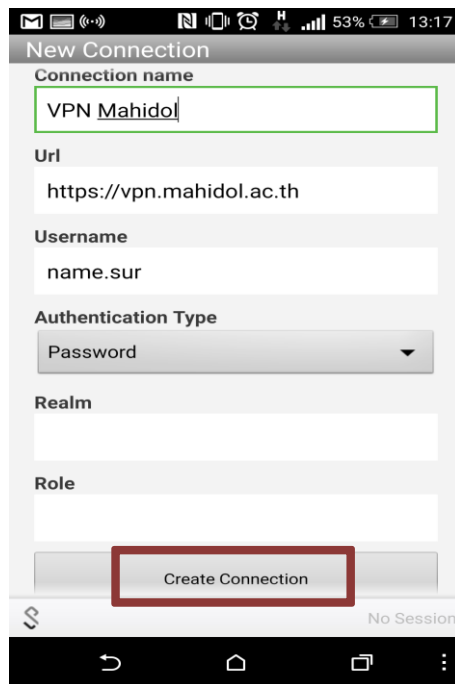 H 53% 13:17
New Connection
Connection name
VPN Mahidol
Url
https://vpn.mahidol.ac.th
Username
name.sur
Authentication Type
Password
Realm
Role
Create Connection
No Session